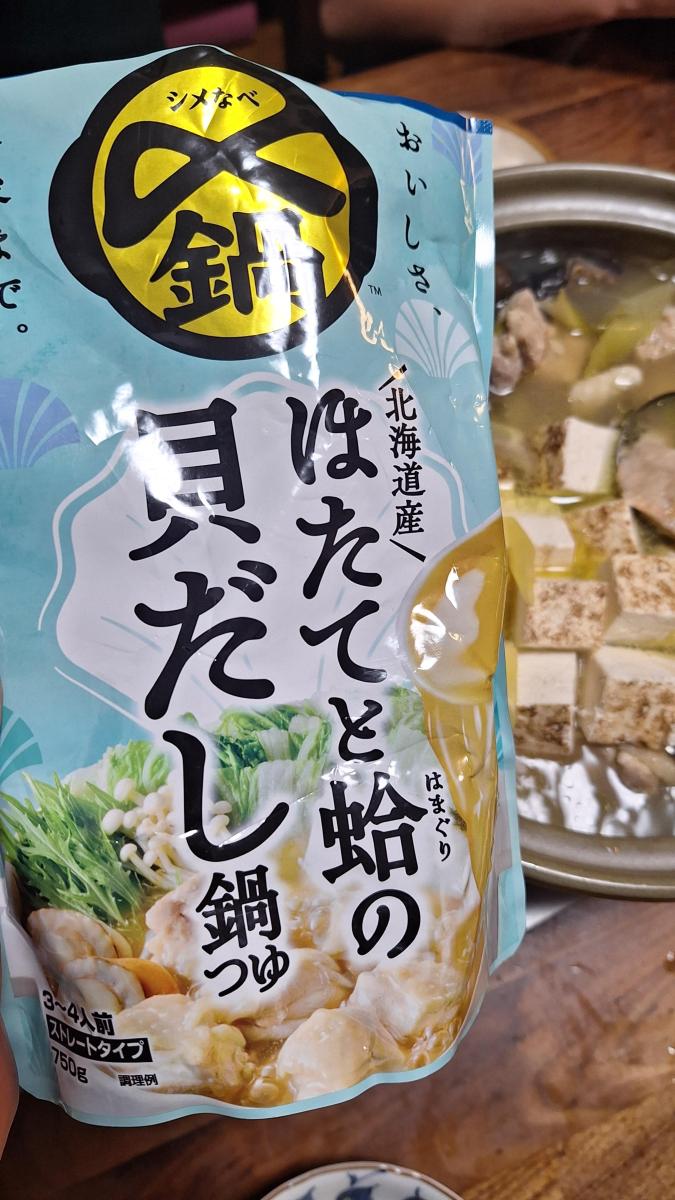 シメなべ
〆
鍋
TM
おいしさ、
まで。
北海道産
ほたてと蛤の
はまぐり
貝だし
鍋つゆ
3〜4人前
ストレートタイプ
750g
調理例